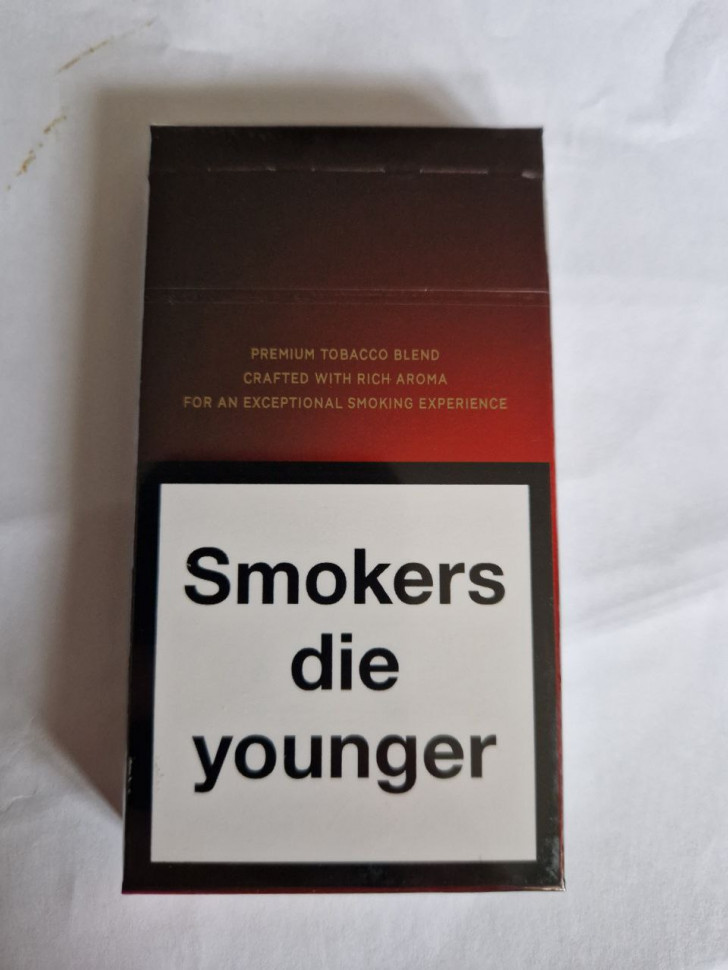 PREMIUM TOBACCO BLEND
CRAFTED WITH RICH AROMA
FOR AN EXCEPTIONAL SMOKING EXPERIENCE
Smokers
die
younger